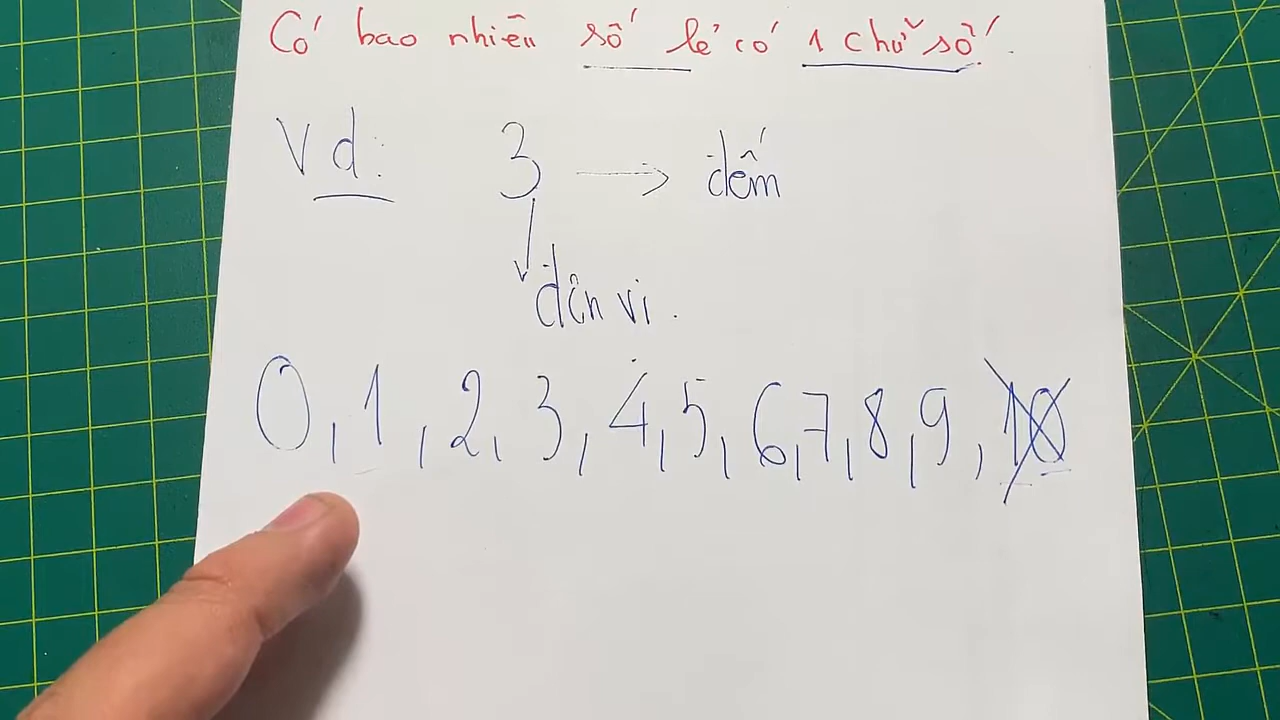 Có bao nhiên số lẻ có 1 chữ số.
Vd: 3 → đếm
đơn vị.
0, 1, 2, 3, 4, 5, 6, 7, 8, 9, 10